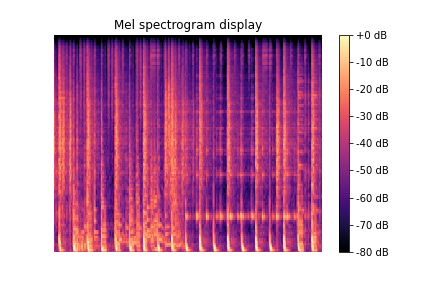 Mel spectrogram display
+0 dB
-10 dB
-20 dB
-30 dB
-40 dB
-50 dB
-60 dB
-70 dB
-80 dB